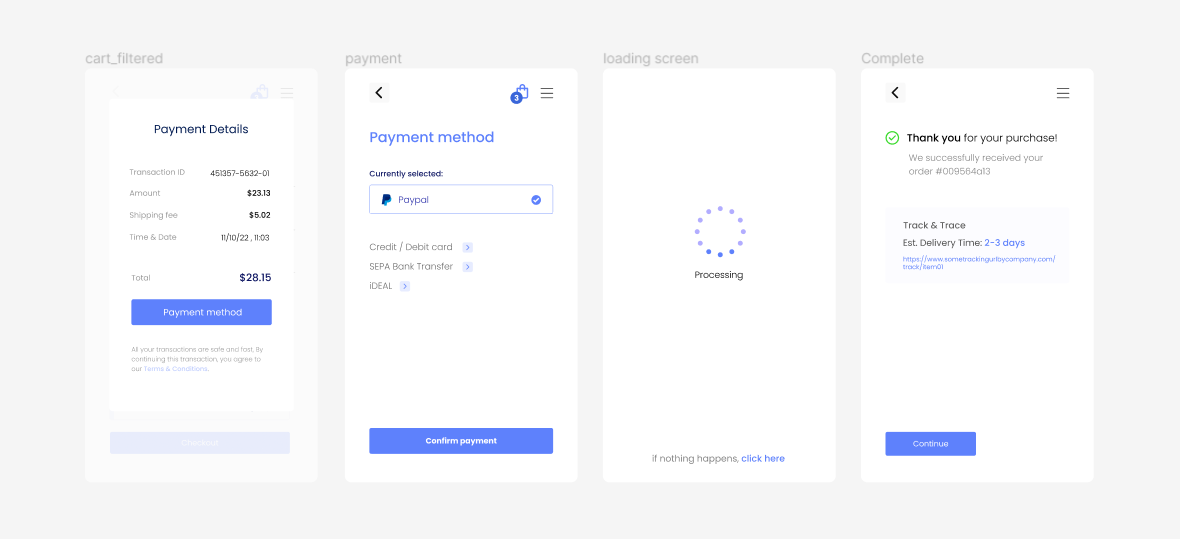 cart_filtered
Payment Details
Transaction ID 451357-5632-01
Amount $23.13
Shipping fee $5.02
Time & Date 11/10/22 , 11:03
Total $28.15
Payment method
All your transactions are safe and fast. By
continuing this transaction, you agree to
our Terms & Conditions.
Checkout
payment
3
Payment method
Currently selected:
Paypal
Credit / Debit card
SEPA Bank Transfer
iDEAL
Confirm payment
loading screen
Processing
if nothing happens, click here
Complete
Thank you for your purchase!
We successfully received your
order #009564a13
Track & Trace
Est. Delivery Time: 2-3 days
https://www.sometrackingurlbycompany.com/
track/item01
Continue